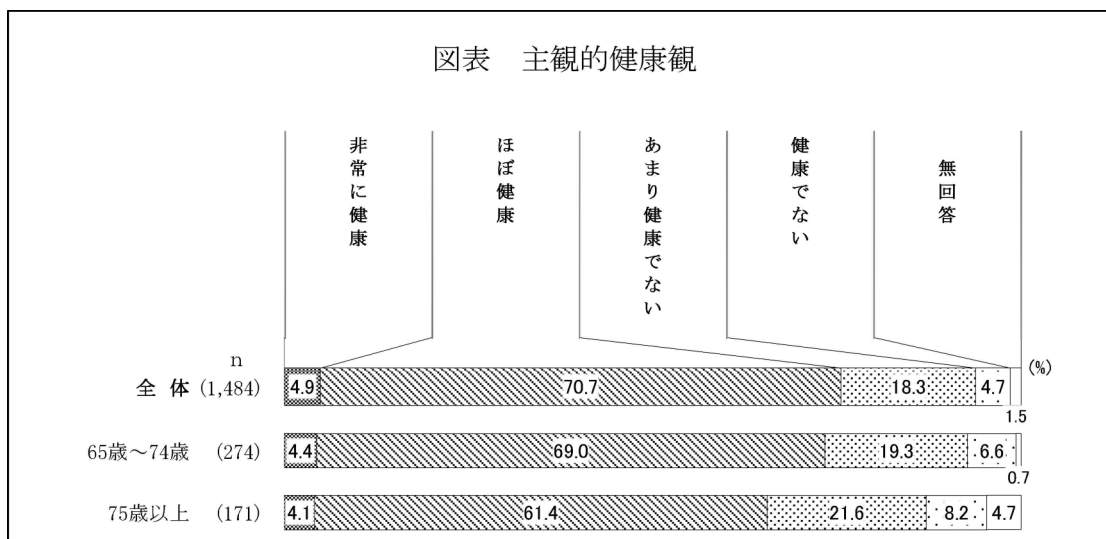 図表　主観的健康観
非常に健康
ほぼ健康
あまり健康でない
健康でない
無回答
n
(%)
全 体 (1,484) 4.9 70.7 18.3 4.7 1.5
65歳～74歳 (274) 4.4 69.0 19.3 6.6 0.7
75歳以上 (171) 4.1 61.4 21.6 8.2 4.7